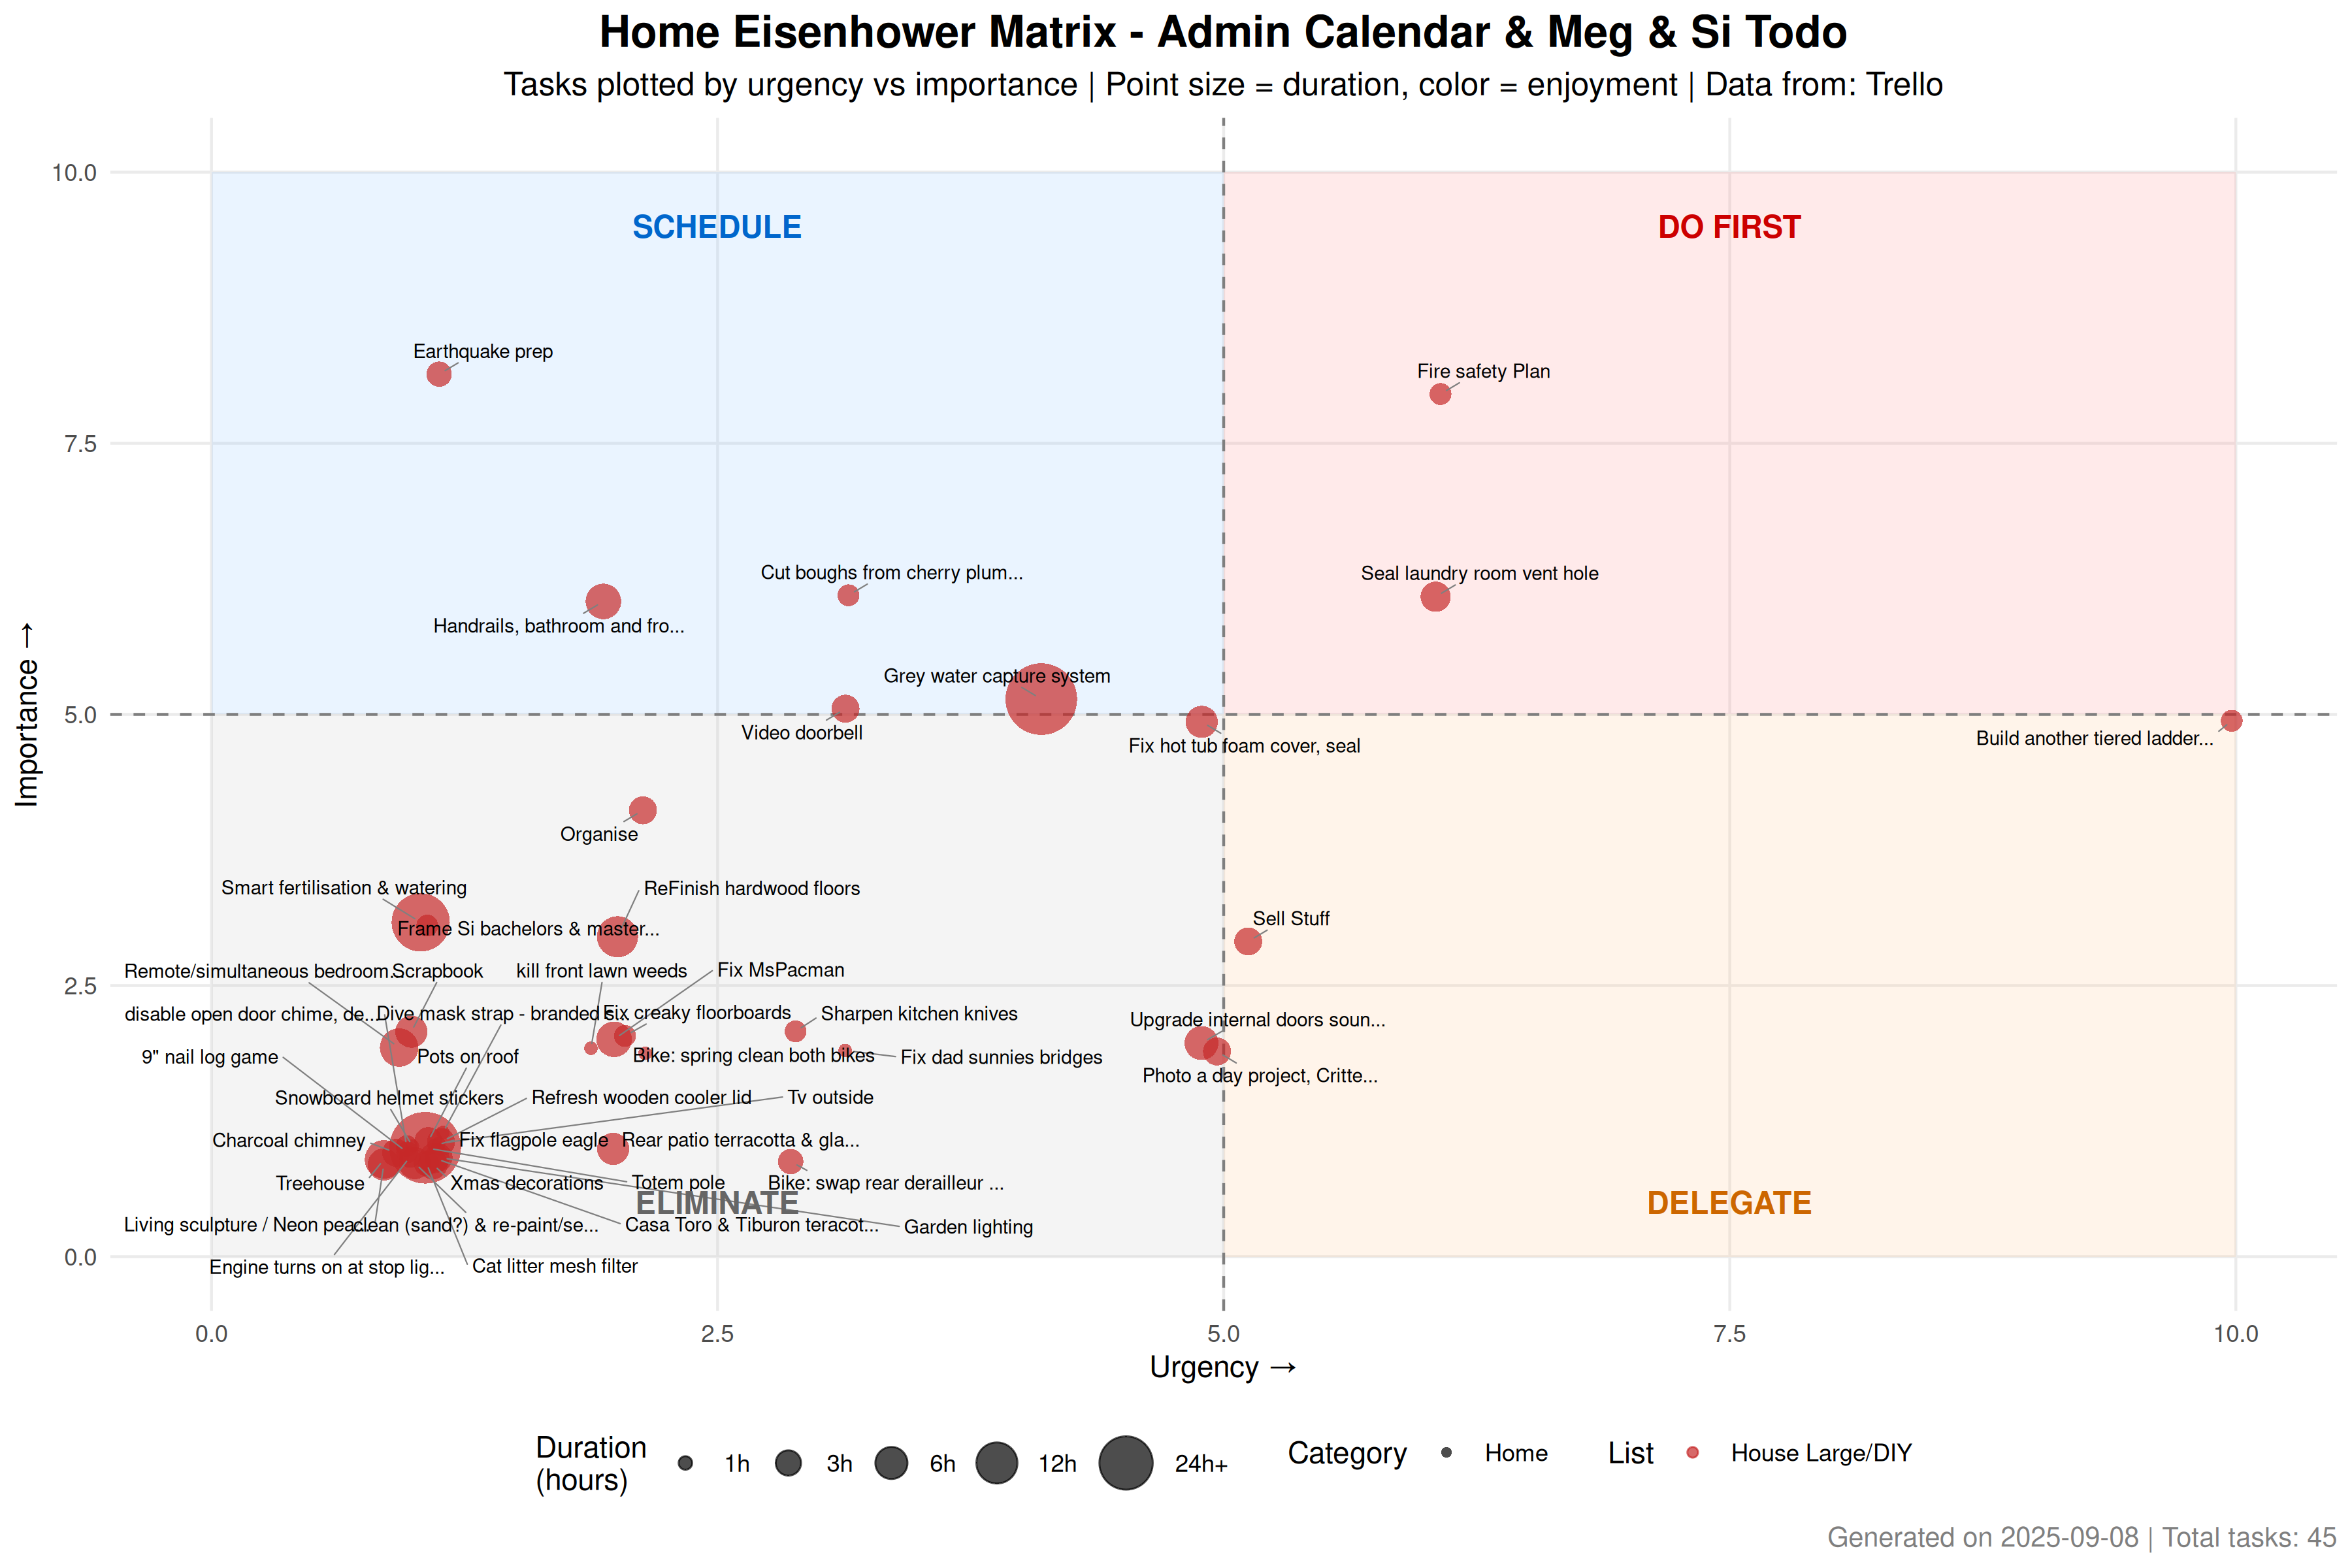 Home Eisenhower Matrix - Admin Calendar & Meg & Si Todo
Tasks plotted by urgency vs importance | Point size = duration, color = enjoyment | Data from: Trello
10.0
SCHEDULE
DO FIRST
Earthquake prep
Fire safety Plan
7.5
Cut boughs from cherry plum...
Seal laundry room vent hole
Handrails, bathroom and fro...
Grey water capture system
5.0
Video doorbell
Fix hot tub foam cover, seal
Build another tiered ladder...
Importance →
Organise
Smart fertilisation & watering
ReFinish hardwood floors
Frame Si bachelors & master...
Sell Stuff
Remote/simultaneous bedroom...
Scrapbook
kill front lawn weeds
Fix MsPacman
2.5
disable open door chime, de...
Dive mask strap - branded
Fix creaky floorboards
Sharpen kitchen knives
Upgrade internal doors soun...
9" nail log game
Pots on roof
Bike: spring clean both bikes
Fix dad sunnies bridges
Photo a day project, Critte...
Snowboard helmet stickers
Refresh wooden cooler lid
Tv outside
Charcoal chimney
Fix flagpole eagle
Rear patio terracotta & gla...
Treehouse
Xmas decorations
Totem pole
Bike: swap rear derailleur ...
ELIMINATE
DELEGATE
Living sculpture / Neon
clean (sand?) & re-paint/se...
Casa Toro & Tiburon teracot...
Garden lighting
0.0
Engine turns on at stop lig...
Cat litter mesh filter
0.0
2.5
5.0
7.5
10.0
Urgency →
Duration
(hours)
1h
3h
6h
12h
24h+
Category
Home
List
House Large/DIY
Generated on 2025-09-08 | Total tasks: 45